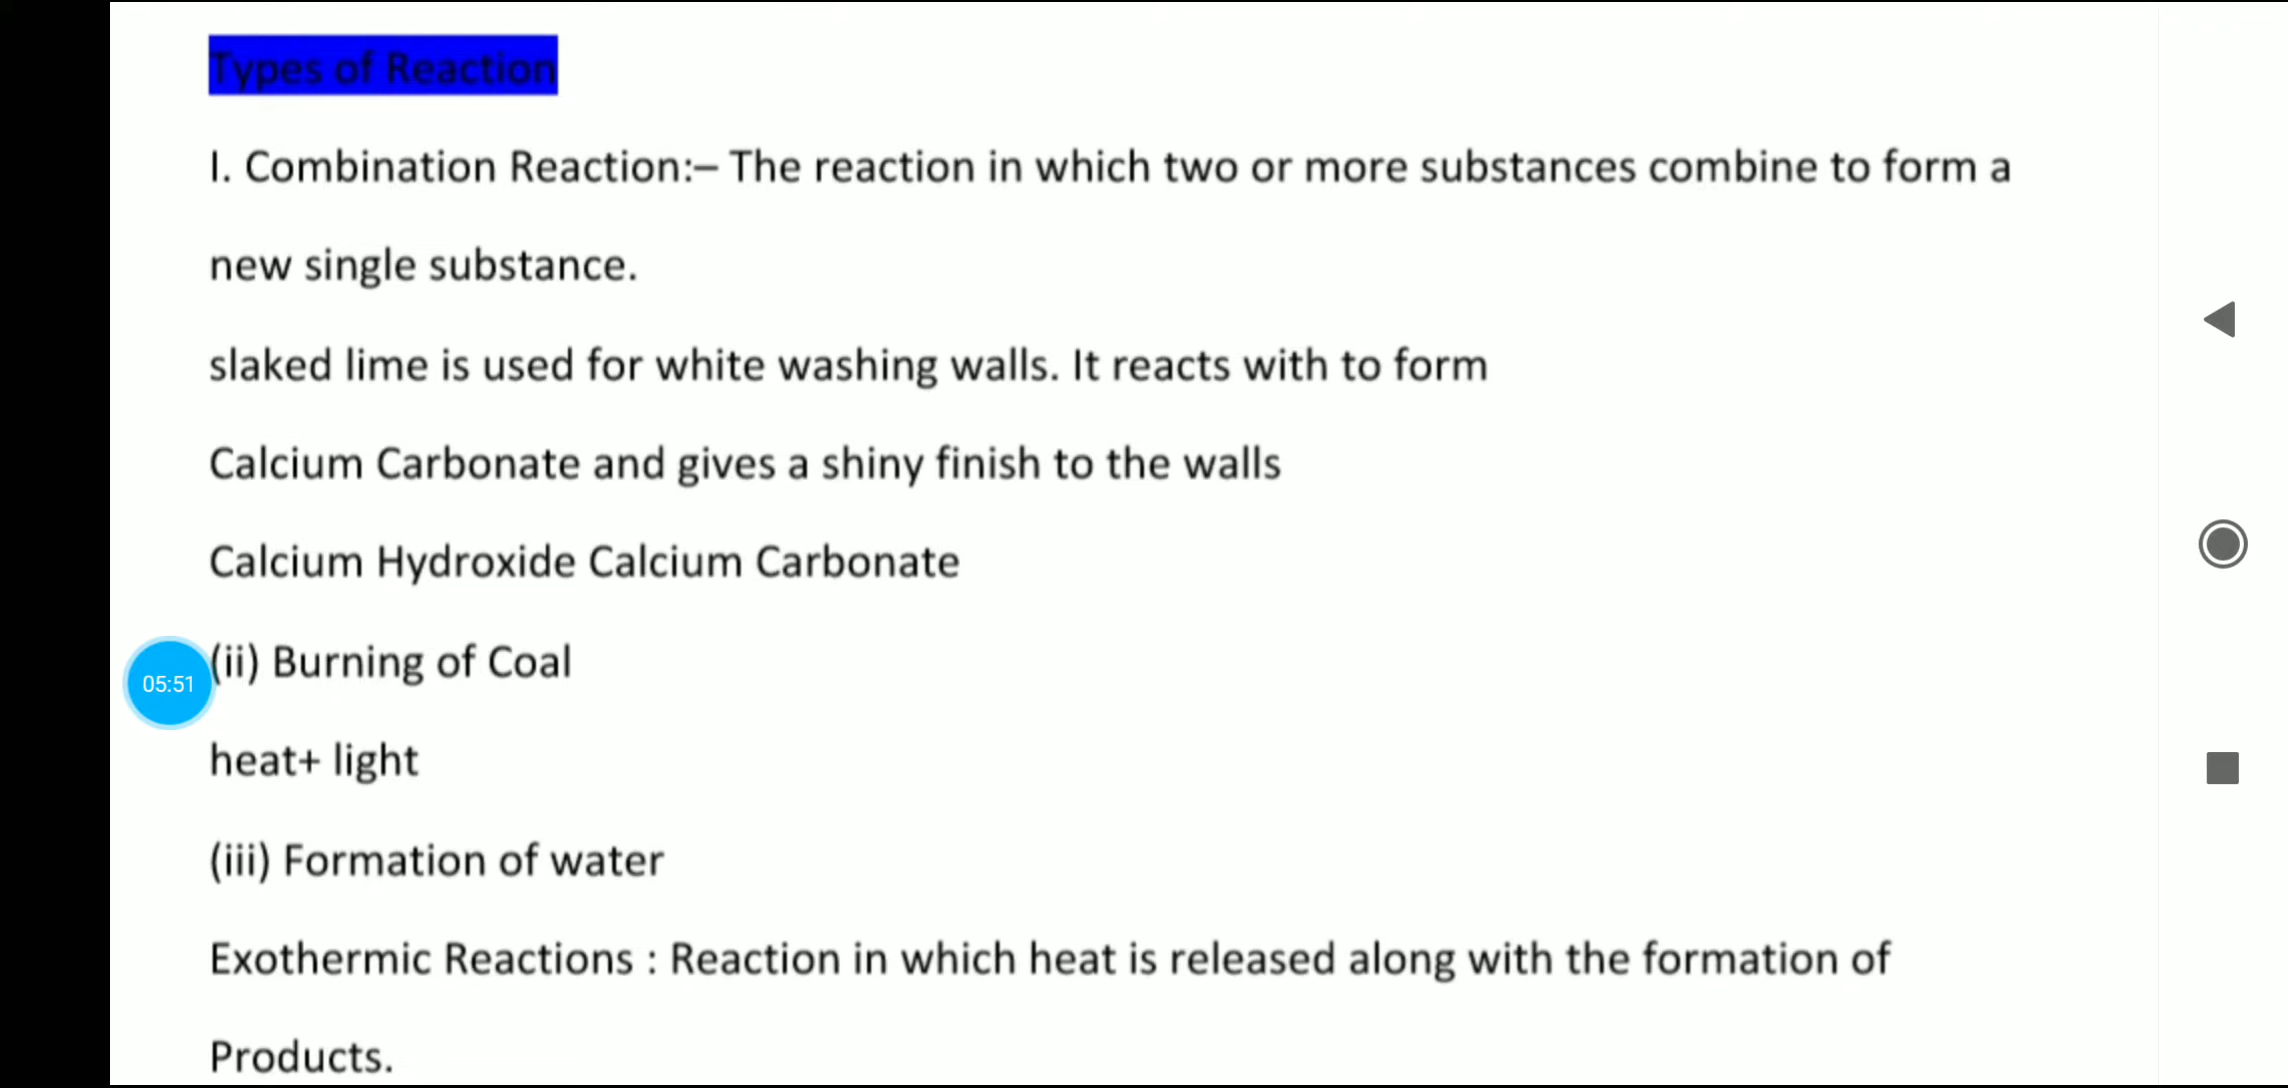 Types of Reaction
I. Combination Reaction:– The reaction in which two or more substances combine to form a
new single substance.
slaked lime is used for white washing walls. It reacts with to form
Calcium Carbonate and gives a shiny finish to the walls
Calcium Hydroxide Calcium Carbonate
(ii) Burning of Coal
05:51
heat+ light
(iii) Formation of water
Exothermic Reactions : Reaction in which heat is released along with the formation of
Products.